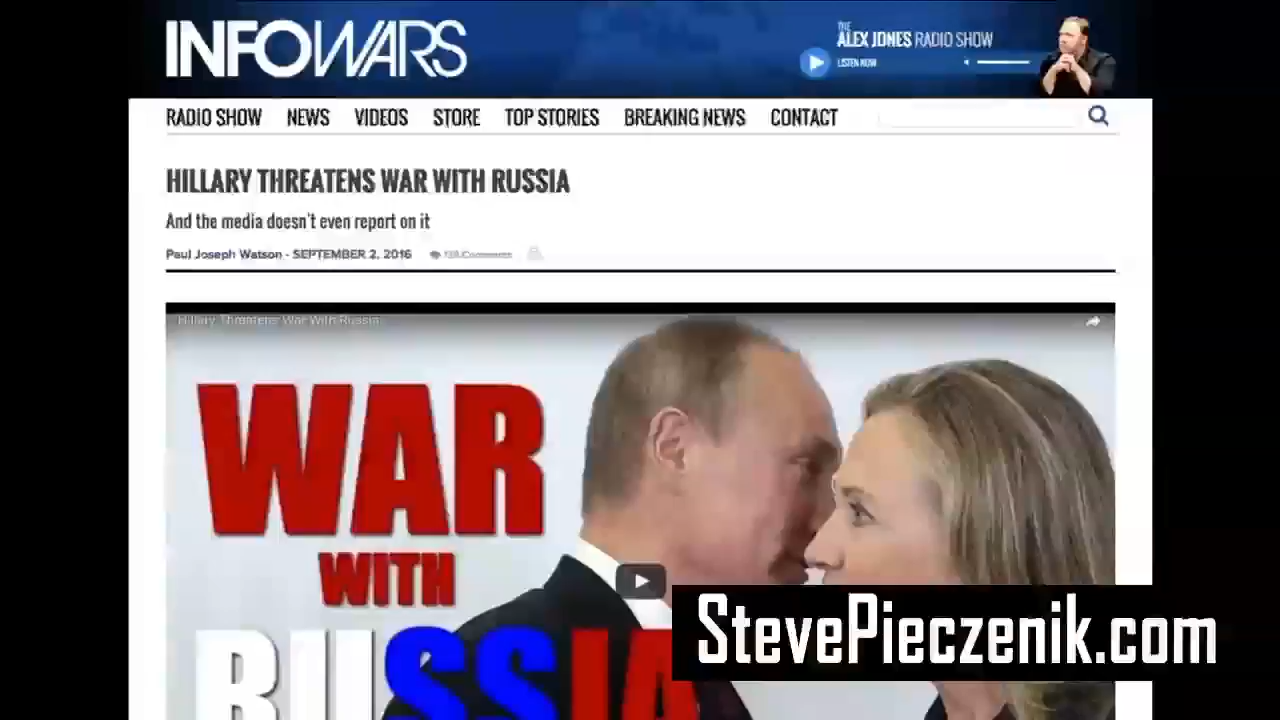 INFOWARS
THE
ALEX JONES RADIO SHOW
LISTEN NOW
RADIO SHOW NEWS VIDEOS STORE TOP STORIES BREAKING NEWS CONTACT
HILLARY THREATENS WAR WITH RUSSIA
And the media doesn't even report on it
Paul Joseph Watson - SEPTEMBER 2, 2016 Comments
Hillary Threatens War With Russia
WAR
WITH
RUSSIA
StevePieczenik.com